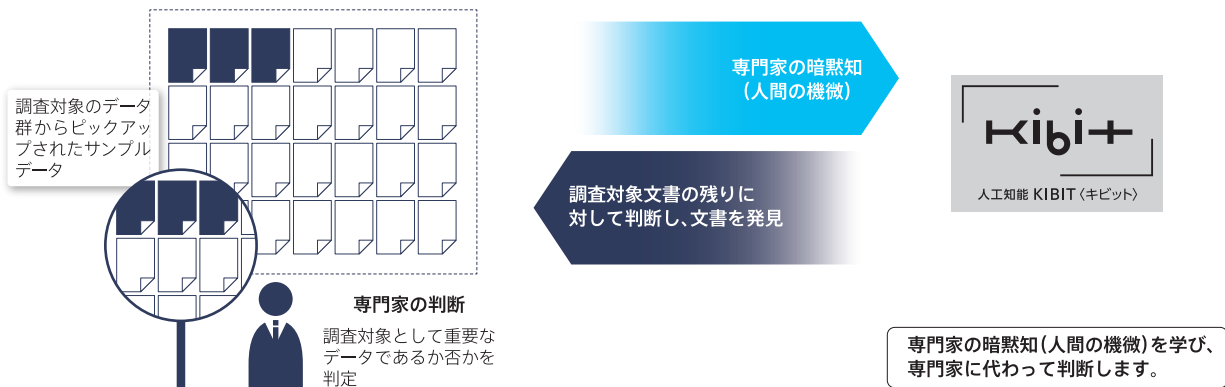 調査対象のデータ
群からピックアッ
プされたサンプル
データ
専門家の暗黙知
(人間の機微)
調査対象文書の残りに
対して判断し、文書を発見
Kibit
人工知能 KIBIT〈キビット〉
専門家の判断
調査対象として重要な
データであるか否かを
判定
専門家の暗黙知(人間の機微)を学び、
専門家に代わって判断します。